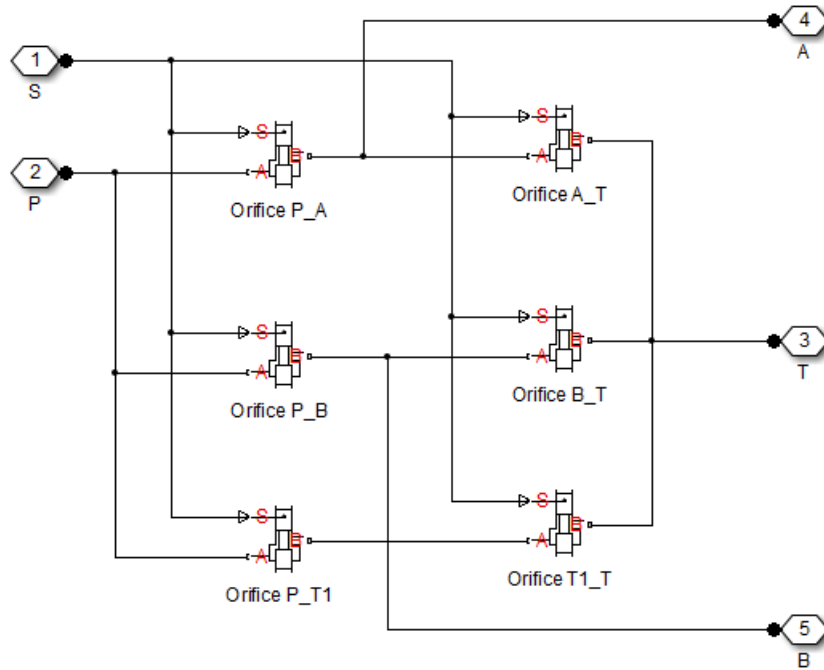 4
A
1
S
S
S
A
B
A
B
2
P
Orifice P_A
Orifice A_T
S
S
A
B
A
B
3
T
Orifice P_B
Orifice B_T
S
S
A
B
A
B
Orifice P_T1
Orifice T1_T
5
B